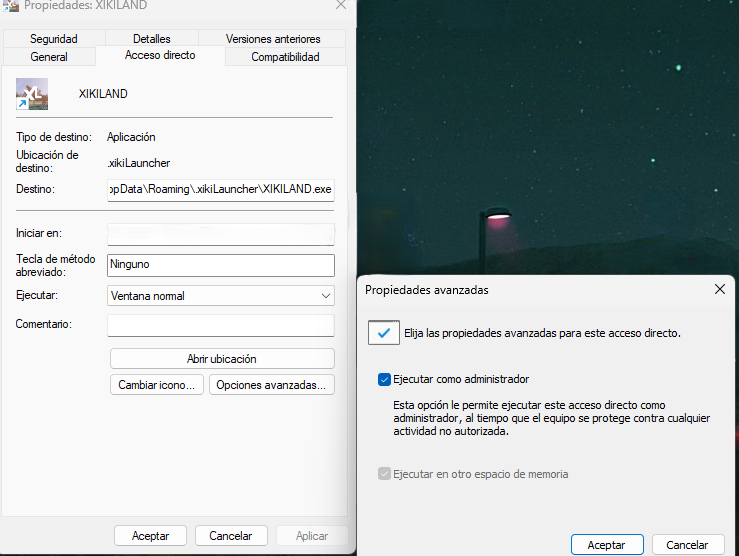 Propiedades: XIKILAND
Seguridad
Detalles
Versiones anteriores
General
Acceso directo
Compatibilidad
XL
XIKILAND
Tipo de destino:
Aplicación
Ubicación de
destino:
.xikiLauncher
Destino:
ppData\Roaming\.xikiLauncher\XIKILAND.exe
Iniciar en:
Tecla de método
abreviado:
Ninguno
Ejecutar:
Ventana normal
Comentario:
Abrir ubicación
Cambiar icono...
Opciones avanzadas...
Aceptar
Cancelar
Aplicar
Propiedades avanzadas
Elija las propiedades avanzadas para este acceso directo.
Ejecutar como administrador
Esta opción le permite ejecutar este acceso directo como
administrador, al tiempo que el equipo se protege contra cualquier
actividad no autorizada.
Ejecutar en otro espacio de memoria
Aceptar
Cancelar